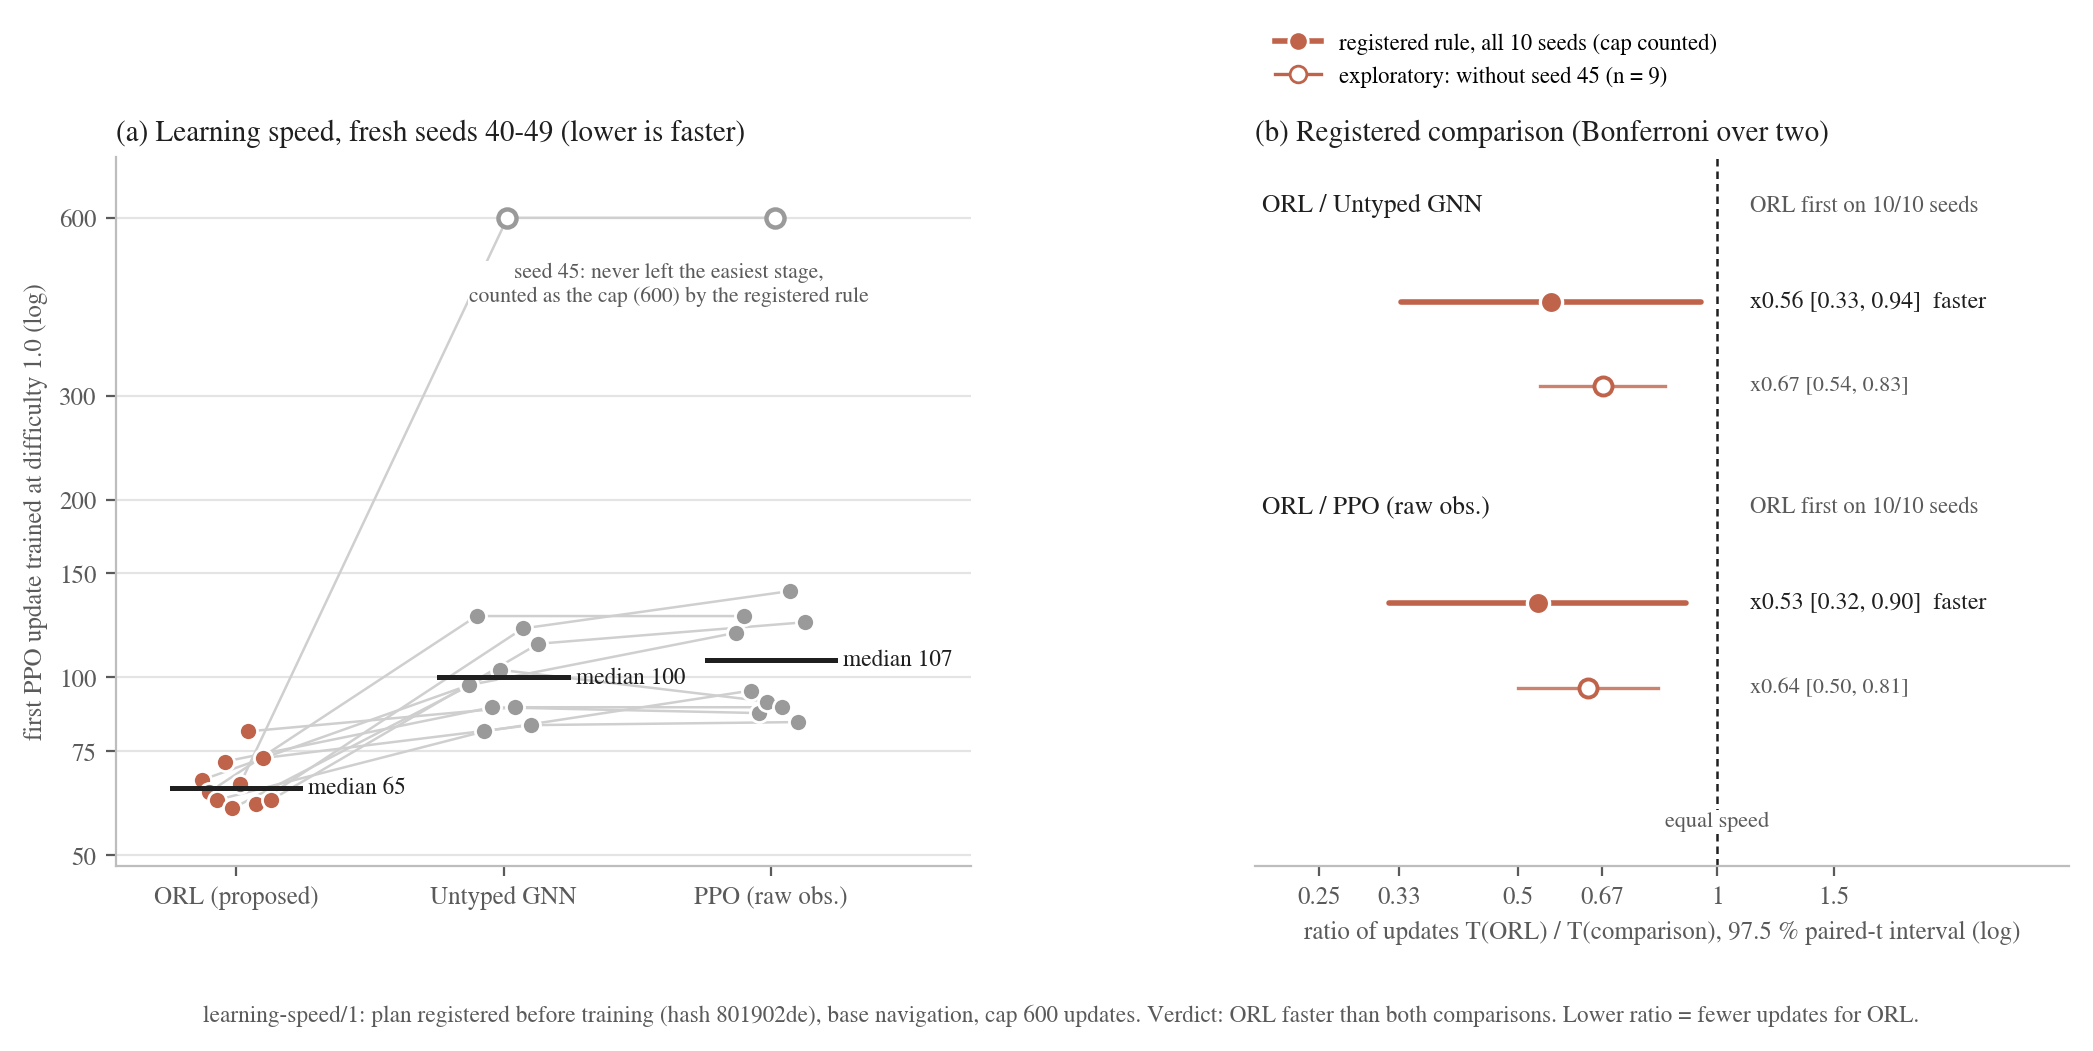 registered rule, all 10 seeds (cap counted)
exploratory: without seed 45 (n = 9)
(a) Learning speed, fresh seeds 40-49 (lower is faster)
first PPO update trained at difficulty 1.0 (log)
600
300
200
150
100
75
50
seed 45: never left the easiest stage,
counted as the cap (600) by the registered rule
median 65
median 100
median 107
ORL (proposed)
Untyped GNN
PPO (raw obs.)
(b) Registered comparison (Bonferroni over two)
ORL / Untyped GNN
ORL first on 10/10 seeds
x0.56 [0.33, 0.94]  faster
x0.67 [0.54, 0.83]
ORL / PPO (raw obs.)
ORL first on 10/10 seeds
x0.53 [0.32, 0.90]  faster
x0.64 [0.50, 0.81]
equal speed
0.25
0.33
0.5
0.67
1
1.5
ratio of updates T(ORL) / T(comparison), 97.5 % paired-t interval (log)
learning-speed/1: plan registered before training (hash 801902de), base navigation, cap 600 updates. Verdict: ORL faster than both comparisons. Lower ratio = fewer updates for ORL.